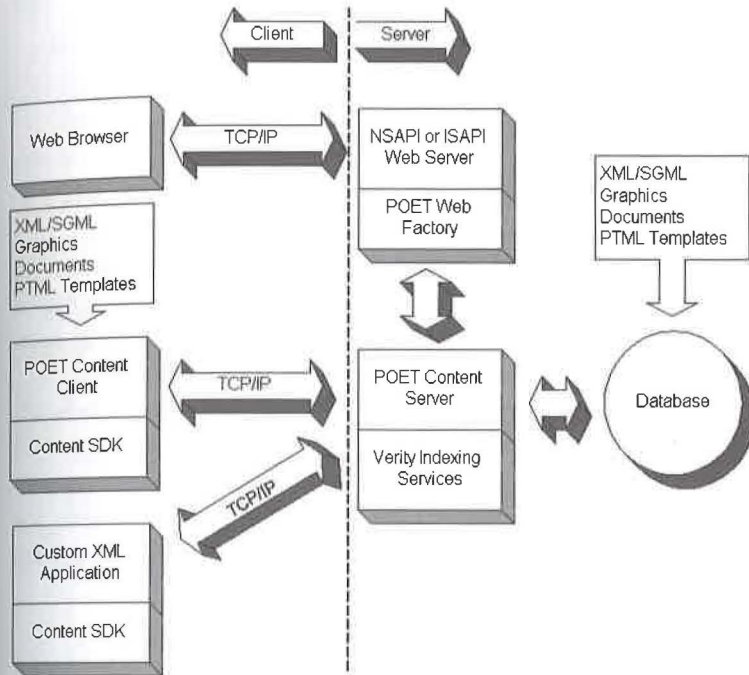 Client
Server
Web Browser
TCP/IP
NSAPI or ISAPI
Web Server
POET Web
Factory
XML/SGML
Graphics
Documents
PTML Templates
XML/SGML
Graphics
Documents
PTML Templates
POET Content
Client
Content SDK
TCP/IP
POET Content
Server
Verity Indexing
Services
Database
TCP/IP
Custom XML
Application
Content SDK